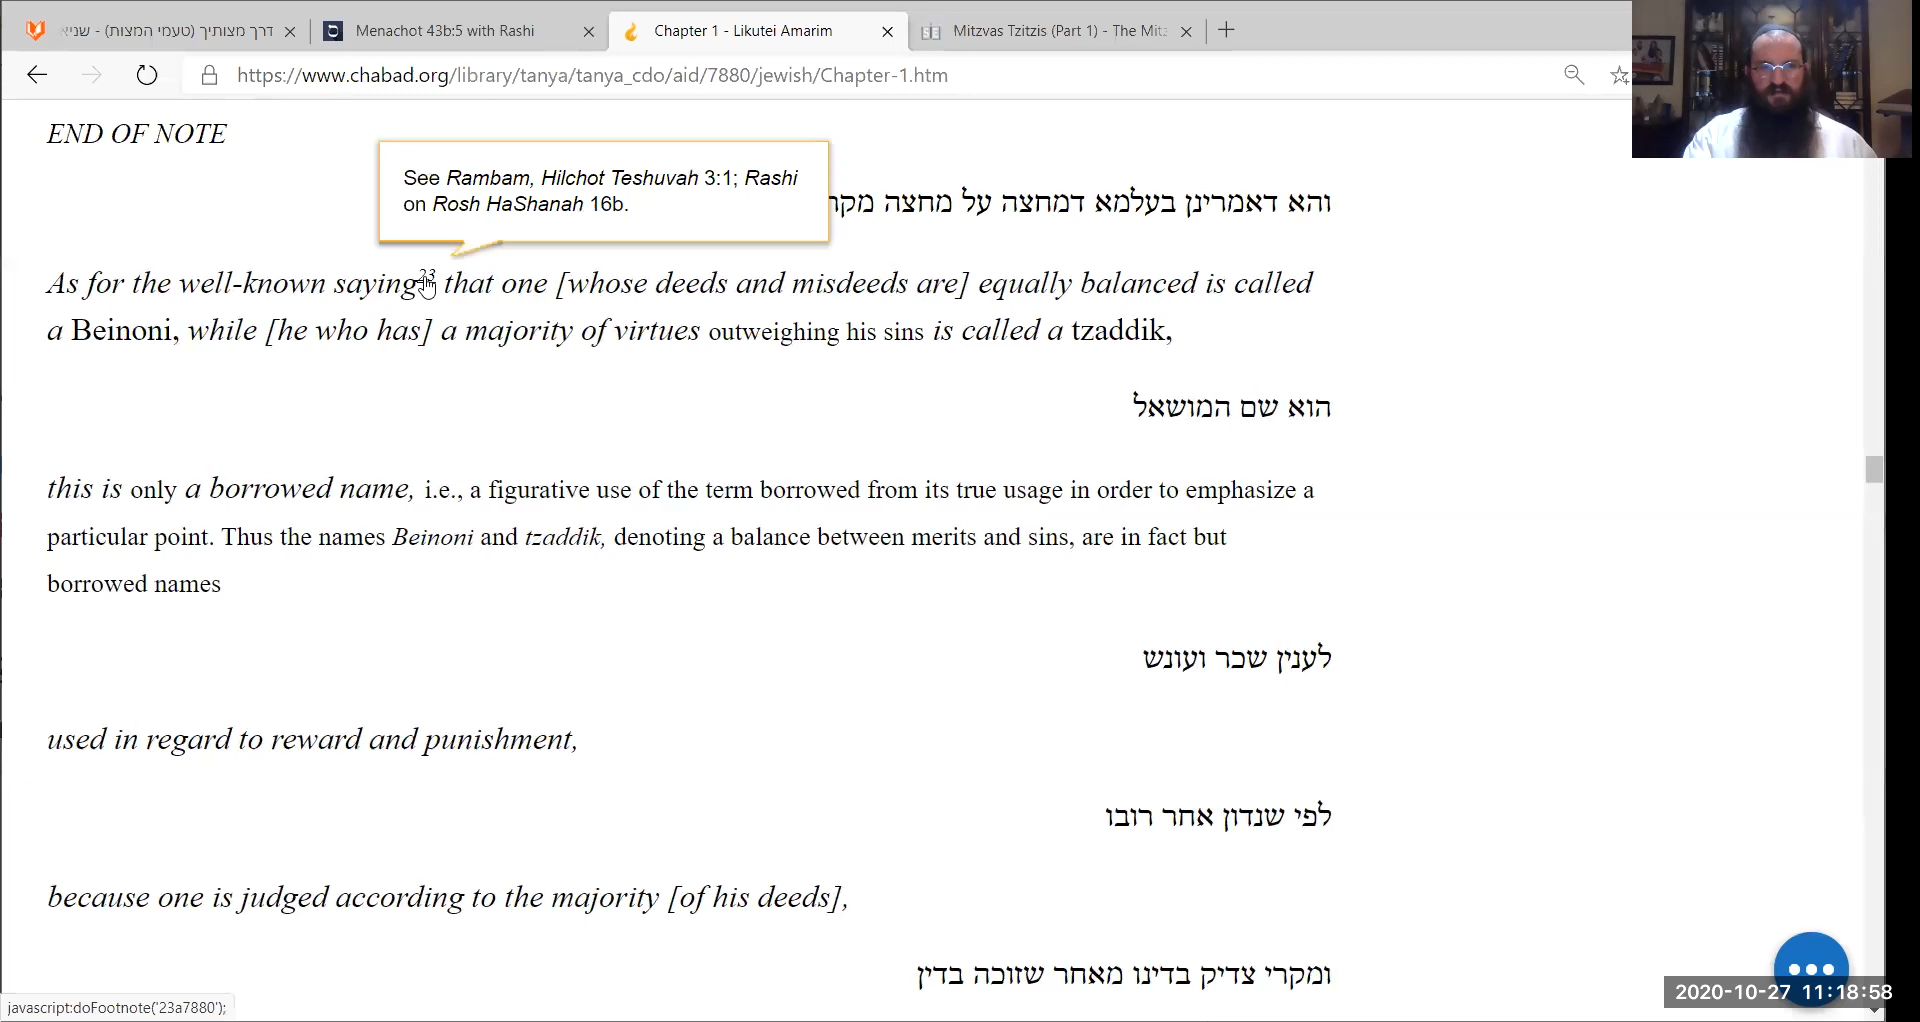 דרך מצותיך (טעמי המצות) - שניא
Menachot 43b:5 with Rashi
Chapter 1 - Likutei Amarim
Mitzvas Tzitzis (Part 1) - The Mitz
https://www.chabad.org/library/tanya/tanya_cdo/aid/7880/jewish/Chapter-1.htm
END OF NOTE
See Rambam, Hilchot Teshuvah 3:1; Rashi
on Rosh HaShanah 16b.
והא דאמרינן בעלמא דמחצה על מחצה מקר
As for the well-known saying23 that one [whose deeds and misdeeds are] equally balanced is called
a Beinoni, while [he who has] a majority of virtues outweighing his sins is called a tzaddik,
הוא שם המושאל
this is only a borrowed name, i.e., a figurative use of the term borrowed from its true usage in order to emphasize a
particular point. Thus the names Beinoni and tzaddik, denoting a balance between merits and sins, are in fact but
borrowed names
לענין שכר ועונש
used in regard to reward and punishment,
לפי שנדון אחר רובו
because one is judged according to the majority [of his deeds],
ומקרי צדיק בדינו מאחר שזוכה בדין
javascript:doFootnote('23a7880');
2020-10-27 11:18:58